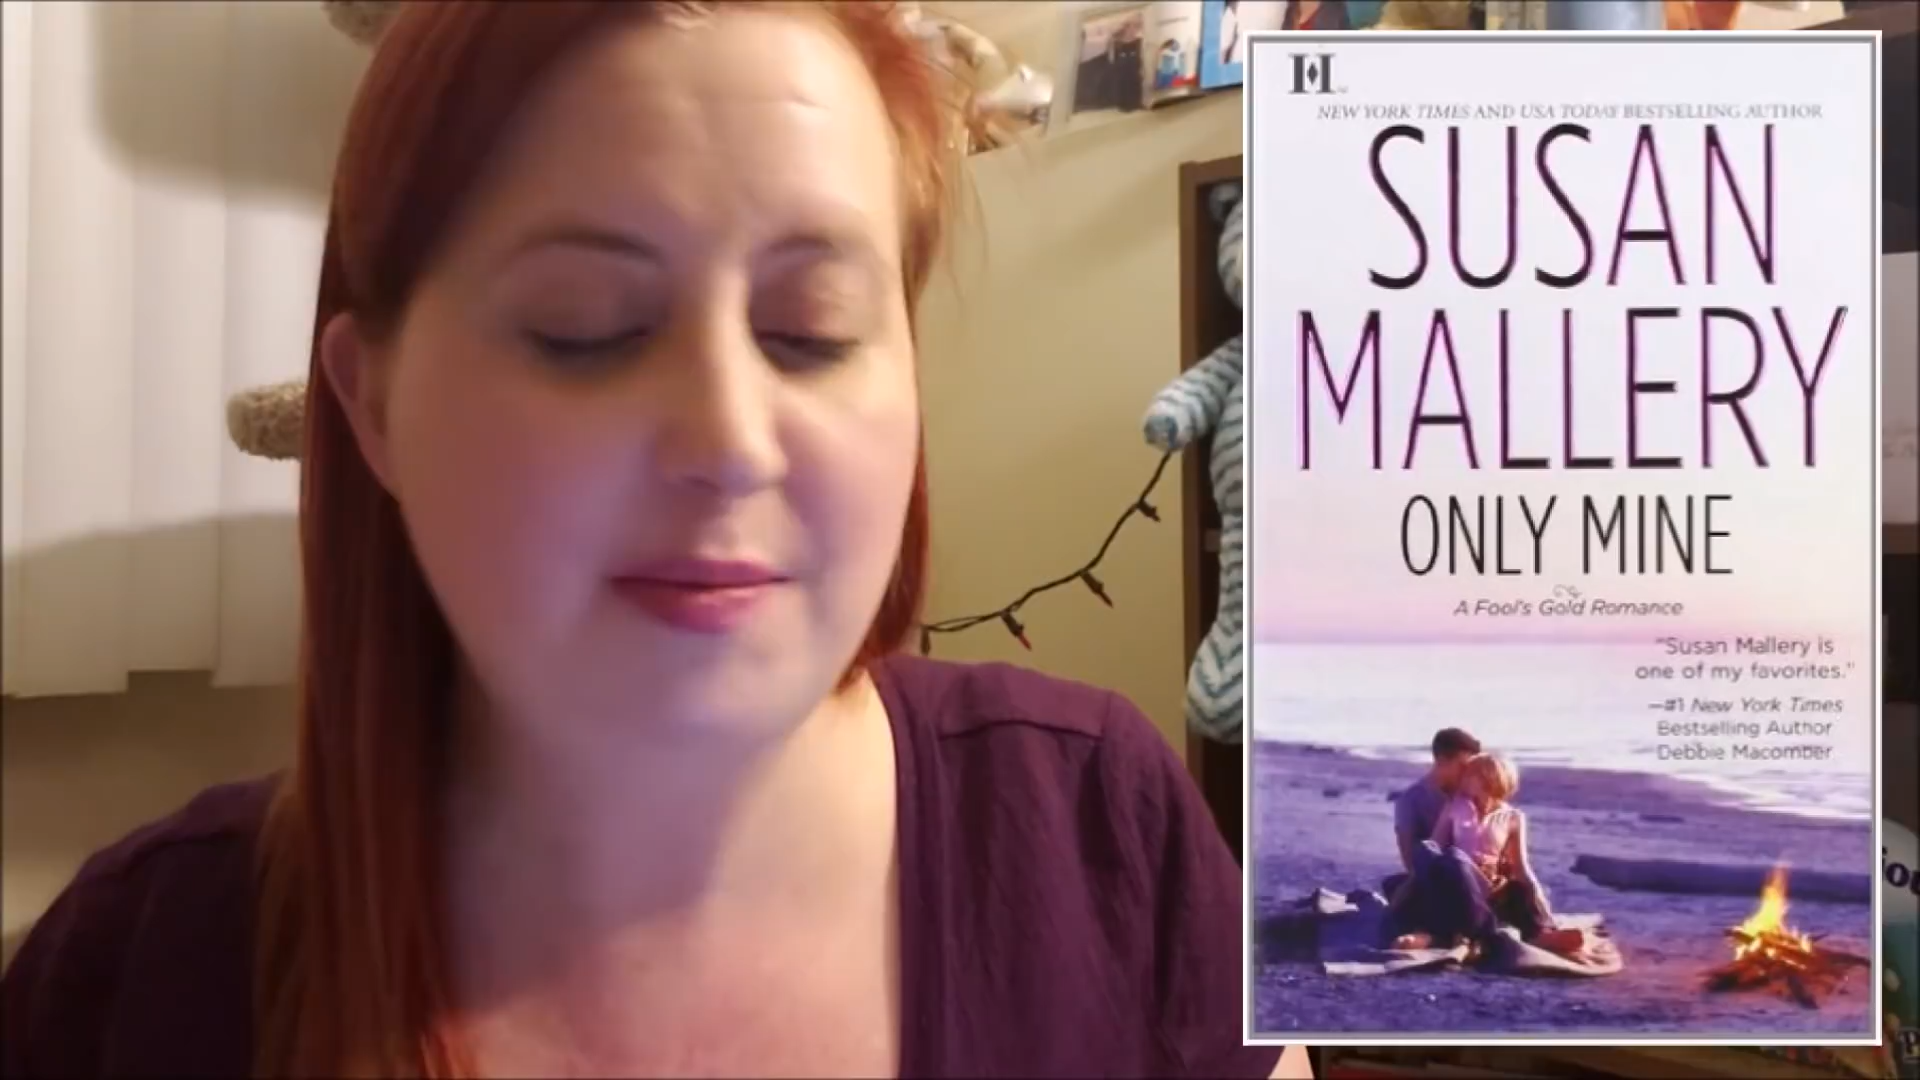 H
NEW YORK TIMES AND USA TODAY BESTSELLING AUTHOR
SUSAN
MALLERY
ONLY MINE
A Fool's Gold Romance
"Susan Mallery is
one of my favorites."
—#1 New York Times
Bestselling Author
Debbie Macomber